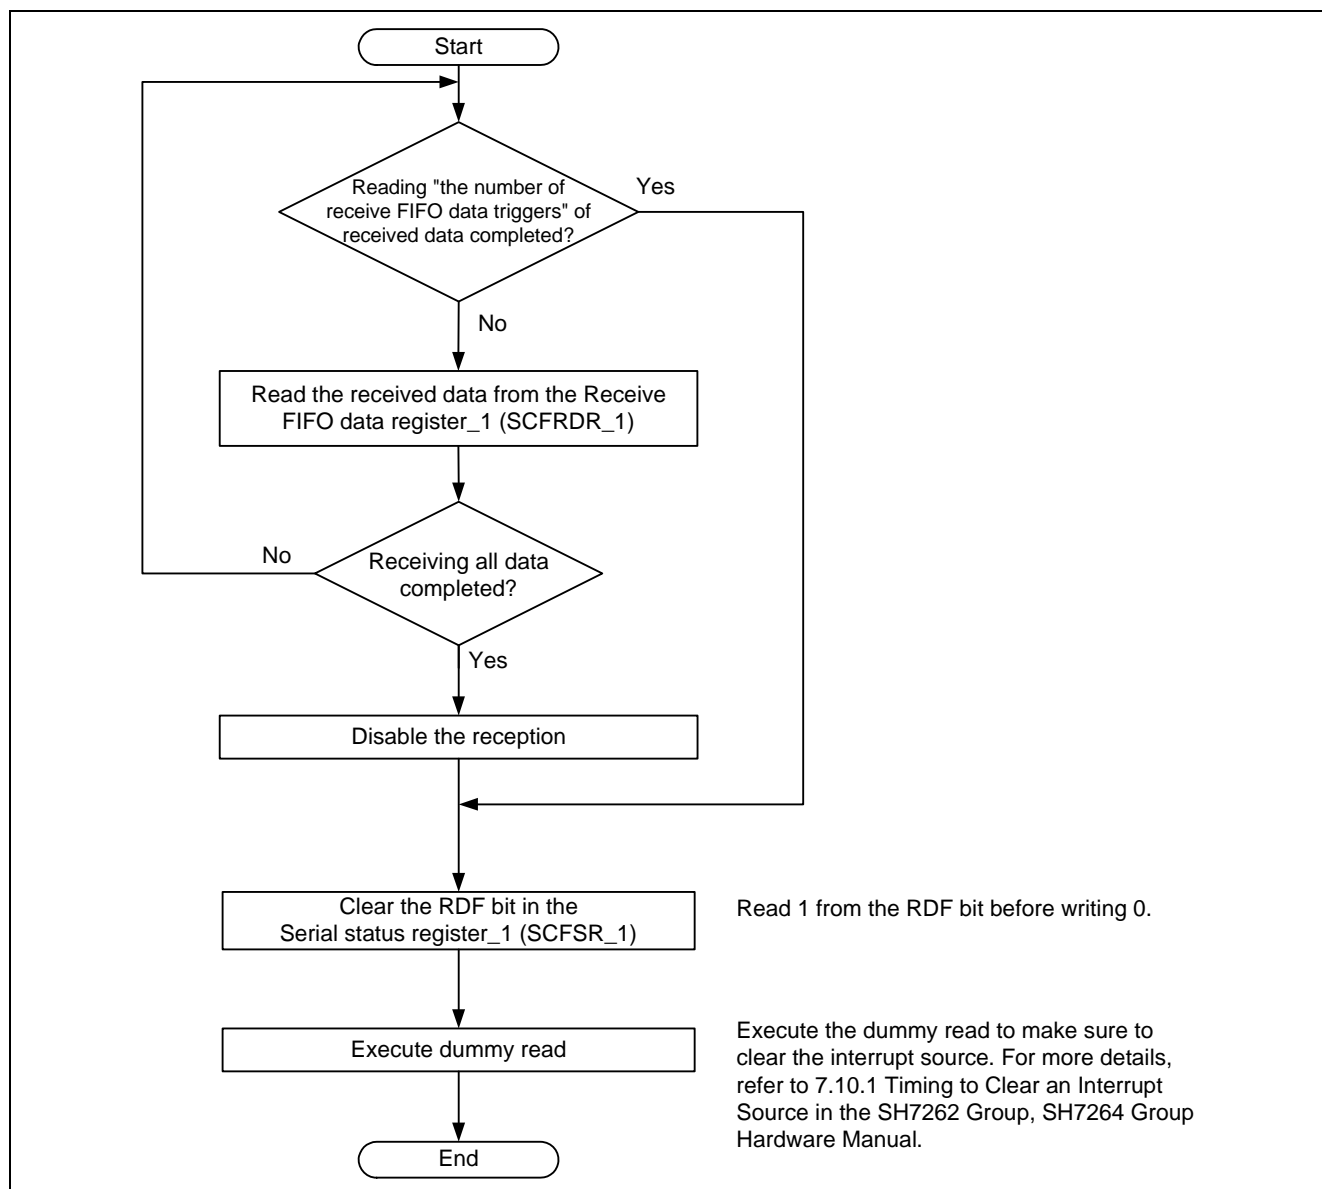 Start
Reading "the number of
receive FIFO data triggers" of
received data completed?
Yes
No
Read the received data from the Receive
FIFO data register_1 (SCFRDR_1)
No
Receiving all data
completed?
Yes
Disable the reception
Clear the RDF bit in the
Serial status register_1 (SCFSR_1)
Read 1 from the RDF bit before writing 0.
Execute dummy read
Execute the dummy read to make sure to
clear the interrupt source. For more details,
refer to 7.10.1 Timing to Clear an Interrupt
Source in the SH7262 Group, SH7264 Group
Hardware Manual.
End